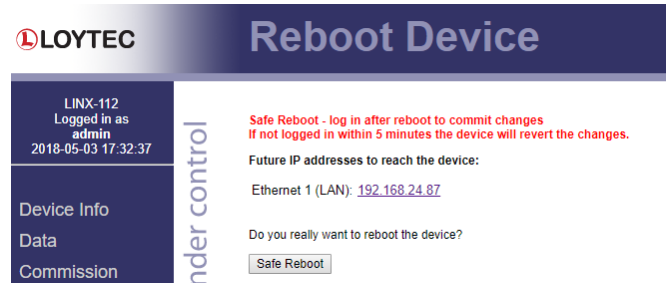 LOYTEC
Reboot Device
LINX-112
Logged in as
admin
2018-05-03 17:32:37
Device Info
Data
Commission
nder control
Safe Reboot - log in after reboot to commit changes
If not logged in within 5 minutes the device will revert the changes.
Future IP addresses to reach the device:
Ethernet 1 (LAN): 192.168.24.87
Do you really want to reboot the device?
Safe Reboot